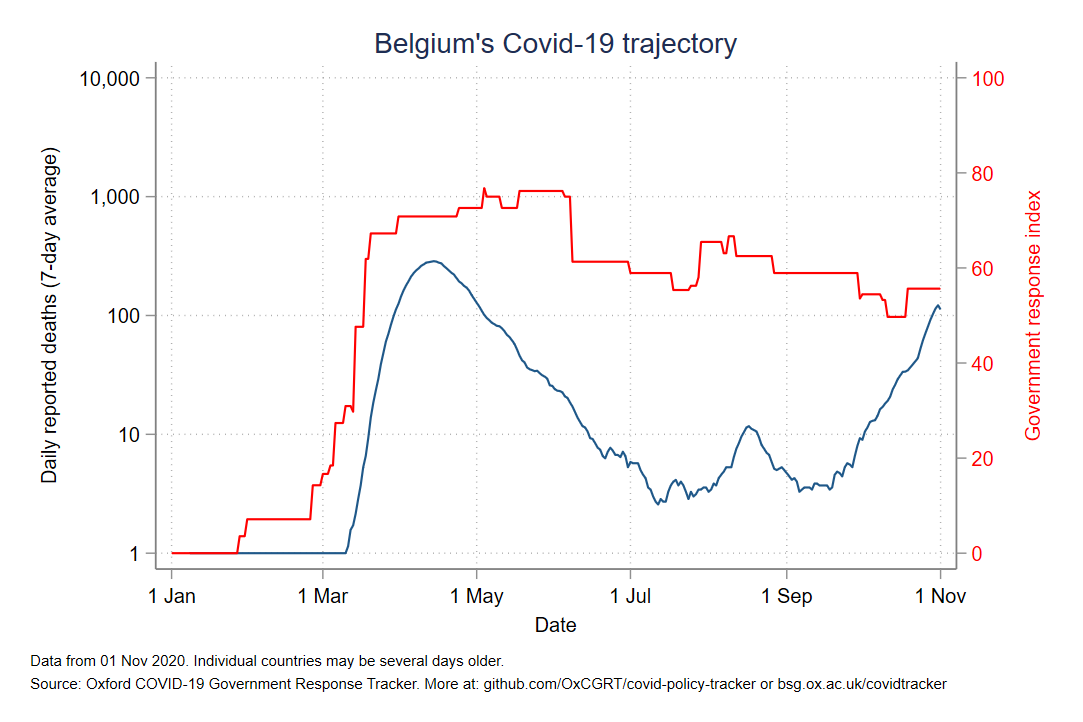 Belgium's Covid-19 trajectory
10,000
1,000
100
10
1
Daily reported deaths (7-day average)
100
80
60
40
20
0
Government response index
1 Jan 1 Mar 1 May 1 Jul 1 Sep 1 Nov
Date
Data from 01 Nov 2020. Individual countries may be several days older.
Source: Oxford COVID-19 Government Response Tracker. More at: github.com/OxCGRT/covid-policy-tracker or bsg.ox.ac.uk/covidtracker